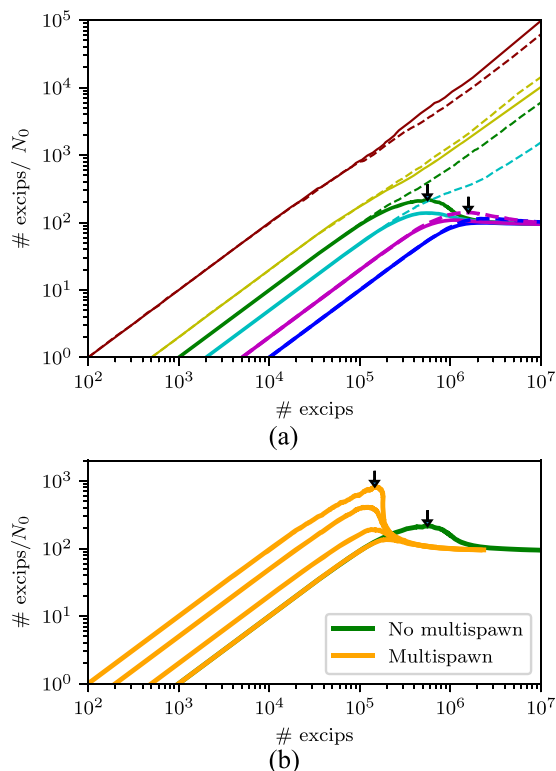 10^5
10^4
10^3
10^2
10^1
10^0
# excips/ N_0
10^2 10^3 10^4 10^5 10^6 10^7
# excips
(a)
10^3
10^2
10^1
10^0
# excips/N_0
No multispawn
Multispawn
10^2 10^3 10^4 10^5 10^6 10^7
# excips
(b)